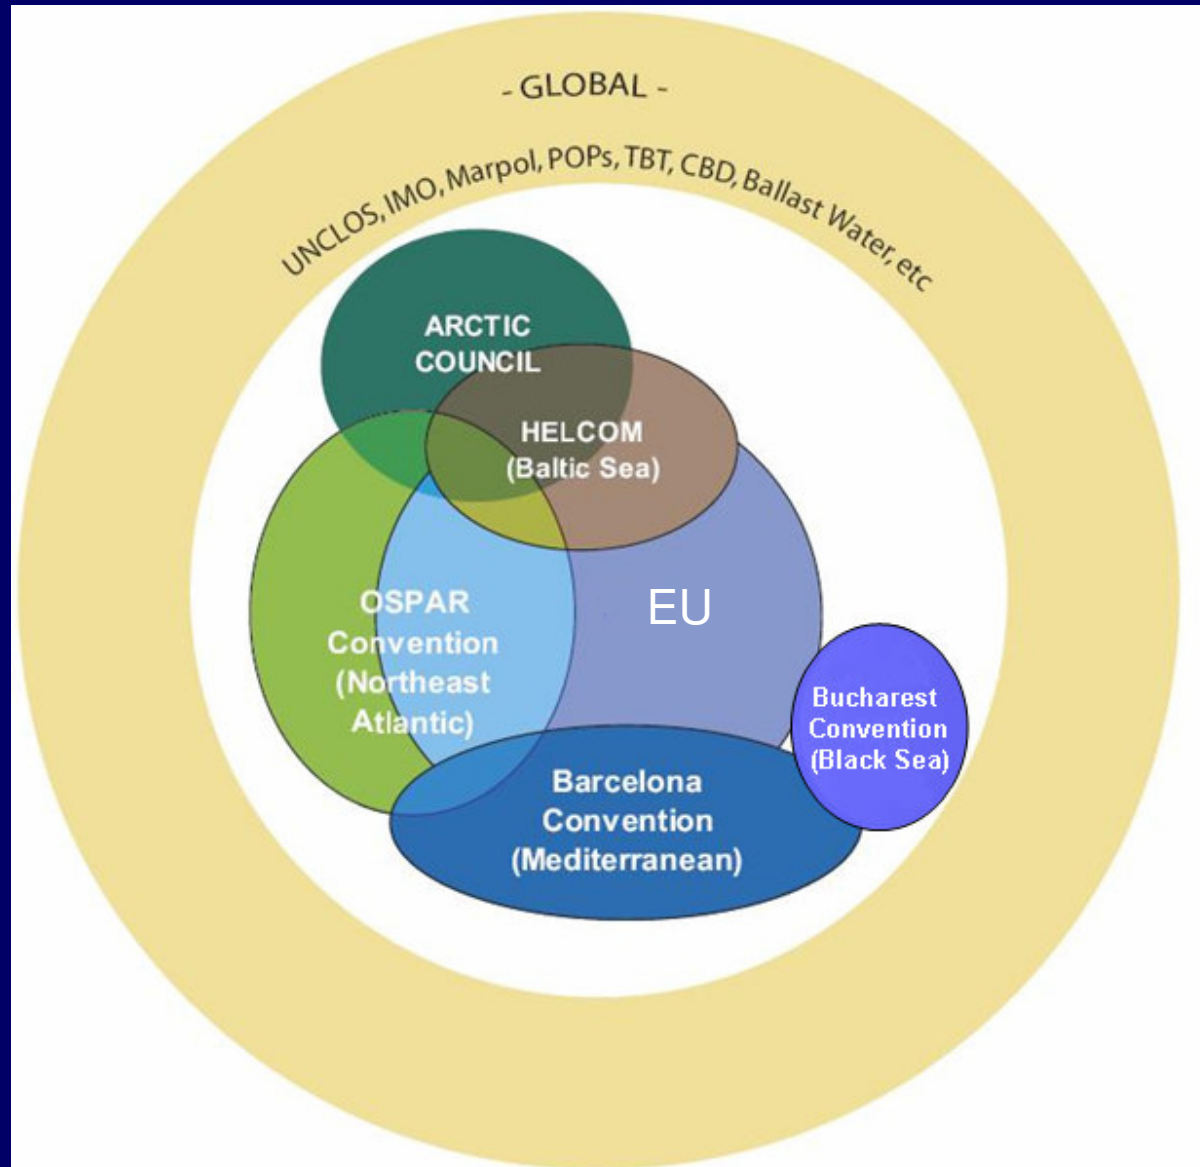 - GLOBAL -
UNCLOS, IMO, Marpol, POPs, TBT, CBD, Ballast Water, etc
ARCTIC
COUNCIL
HELCOM
(Baltic Sea)
OSPAR
Convention
(Northeast
Atlantic)
EU
Bucharest
Convention
(Black Sea)
Barcelona
Convention
(Mediterranean)